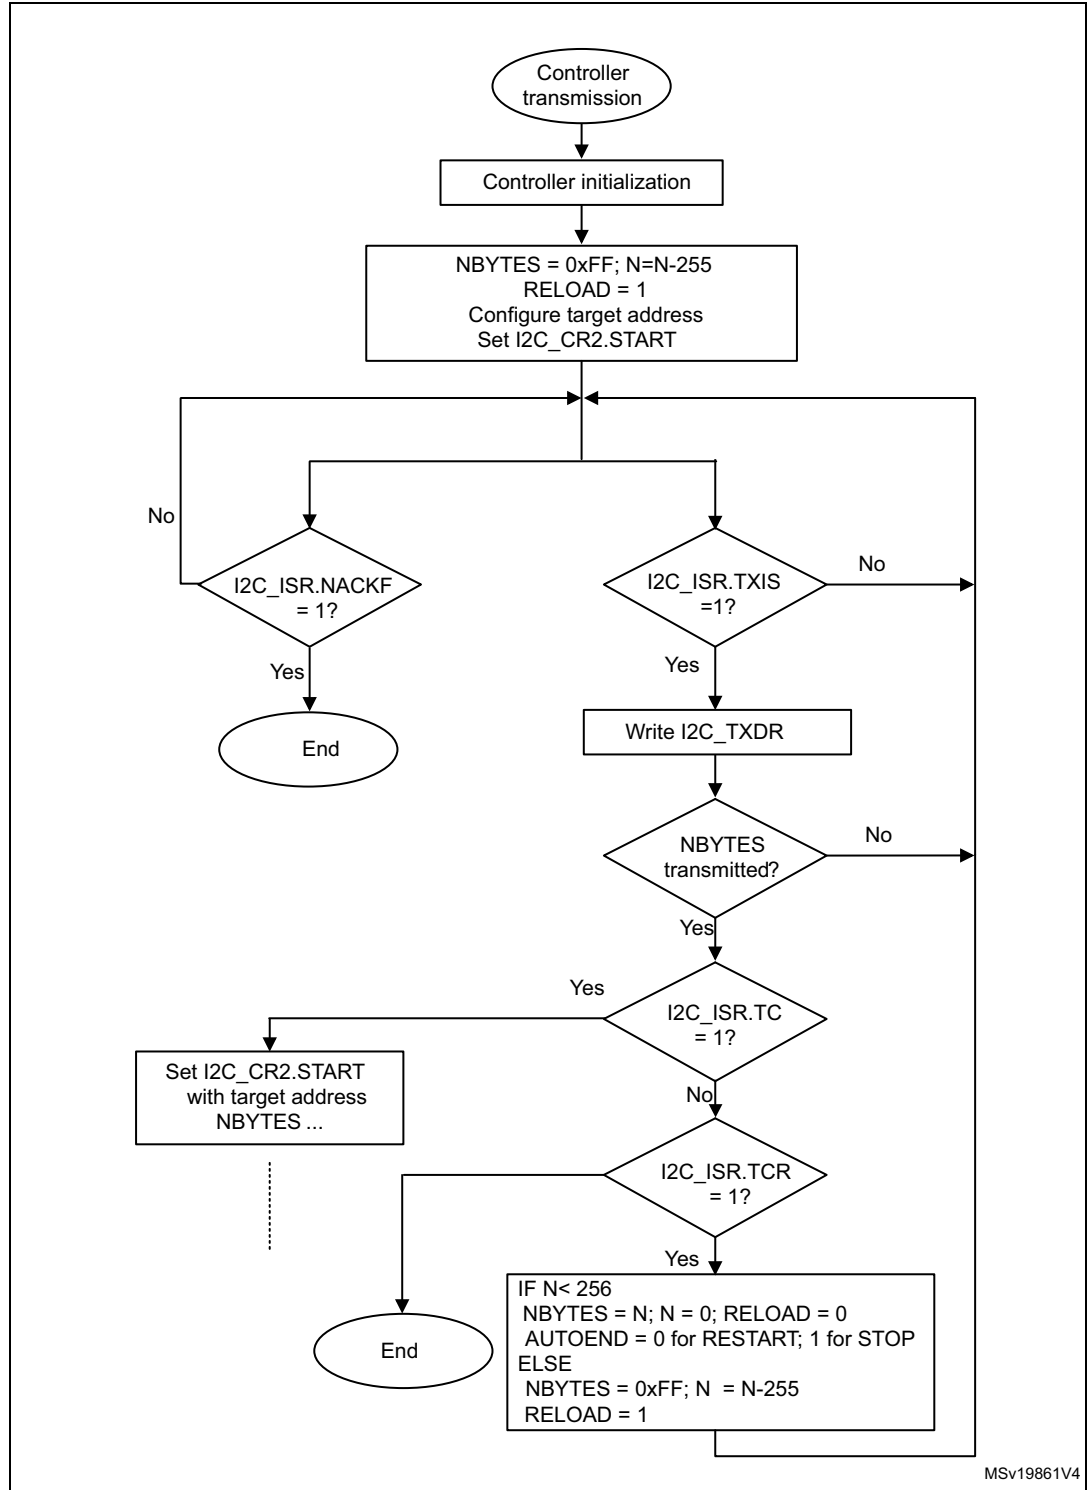 Controller
transmission
Controller initialization
NBYTES = 0xFF; N=N-255
RELOAD = 1
Configure target address
Set I2C_CR2.START
No
I2C_ISR.NACKF
= 1?
Yes
End
I2C_ISR.TXIS
=1?
No
Yes
Write I2C_TXDR
NBYTES
transmitted?
No
Yes
I2C_ISR.TC
= 1?
Yes
Set I2C_CR2.START
with target address
NBYTES ...
No
I2C_ISR.TCR
= 1?
End
Yes
IF N< 256
NBYTES = N; N = 0; RELOAD = 0
AUTOEND = 0 for RESTART; 1 for STOP
ELSE
NBYTES = 0xFF; N = N-255
RELOAD = 1
MSv19861V4